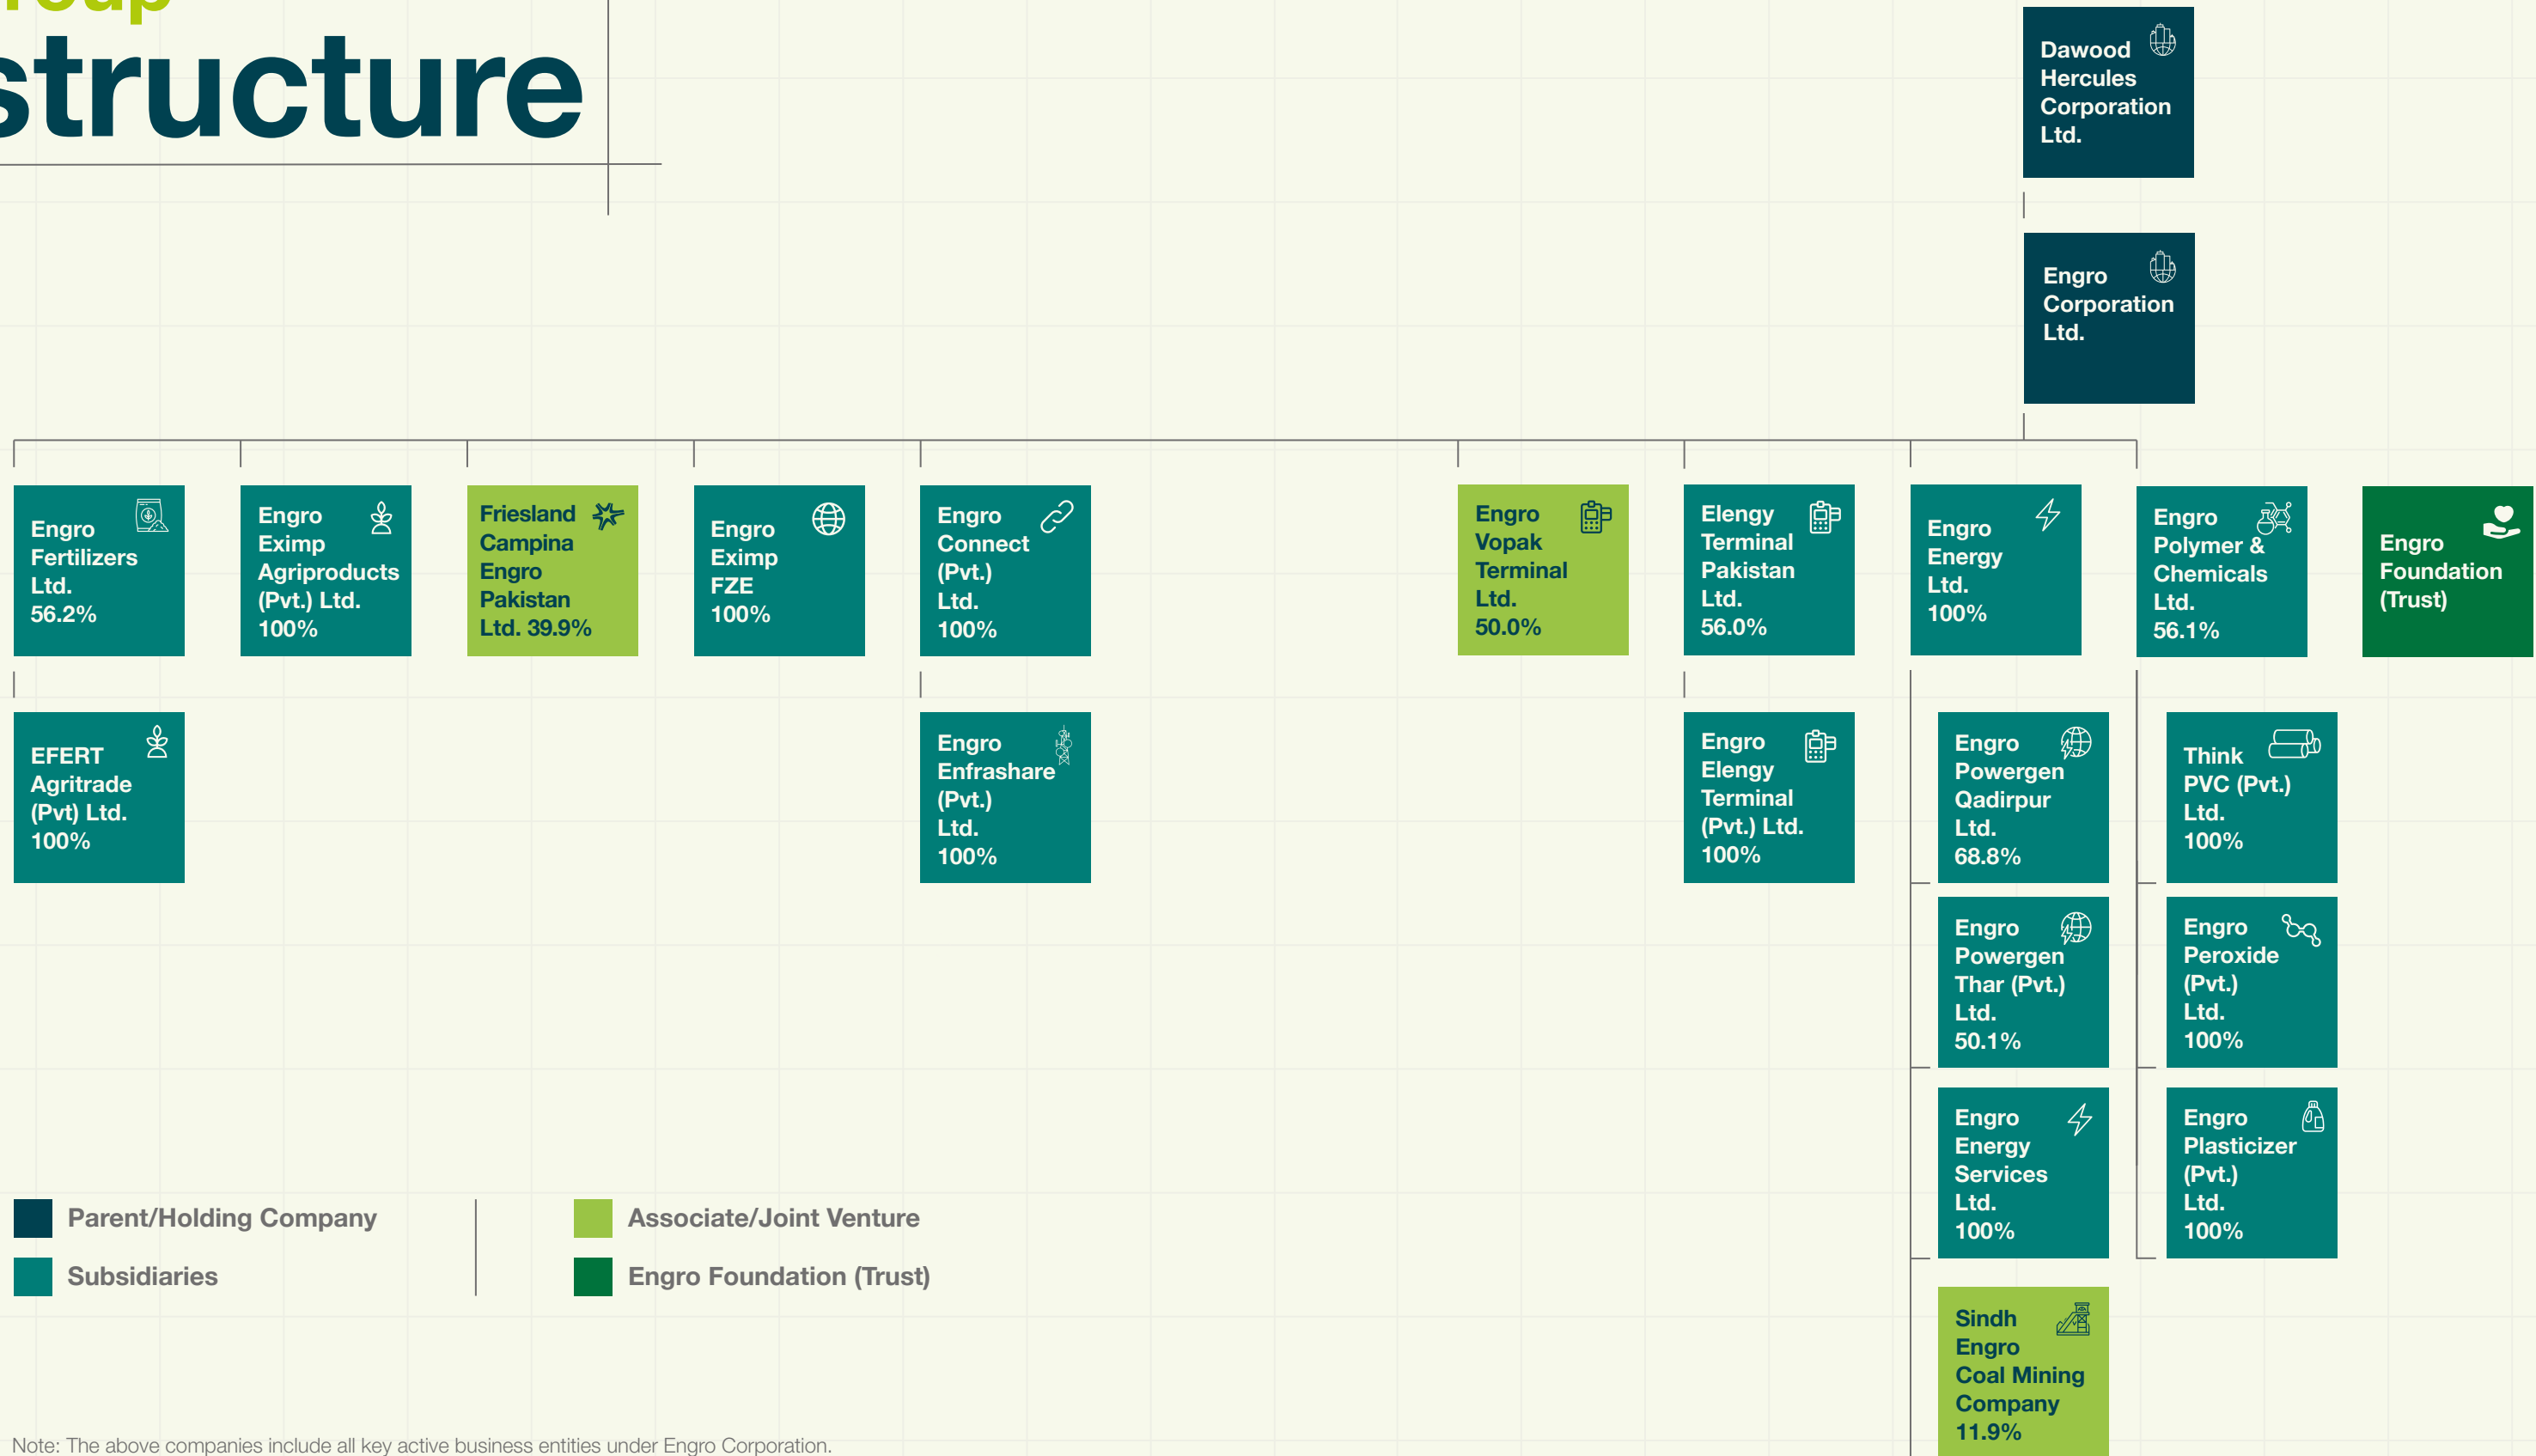 structure
Dawood
Hercules
Corporation
Ltd.
Engro
Corporation
Ltd.
Engro
Fertilizers
Ltd.
56.2%
Engro
Eximp
Agriproducts
(Pvt.) Ltd.
100%
Friesland
Campina
Engro
Pakistan
Ltd. 39.9%
Engro
Eximp
FZE
100%
Engro
Connect
(Pvt.)
Ltd.
100%
Engro
Vopak
Terminal
Ltd.
50.0%
Elengy
Terminal
Pakistan
Ltd.
56.0%
Engro
Energy
Ltd.
100%
Engro
Polymer &
Chemicals
Ltd.
56.1%
Engro
Foundation
(Trust)
EFERT
Agritrade
(Pvt) Ltd.
100%
Engro
Enfrashare
(Pvt.)
Ltd.
100%
Engro
Elengy
Terminal
(Pvt.) Ltd.
100%
Engro
Powergen
Qadirpur
Ltd.
68.8%
Think
PVC (Pvt.)
Ltd.
100%
Engro
Powergen
Thar (Pvt.)
Ltd.
50.1%
Engro
Peroxide
(Pvt.)
Ltd.
100%
Engro
Energy
Services
Ltd.
100%
Engro
Plasticizer
(Pvt.)
Ltd.
100%
Sindh
Engro
Coal Mining
Company
11.9%
Parent/Holding Company
Subsidiaries
Associate/Joint Venture
Engro Foundation (Trust)
Note: The above companies include all key active business entities under Engro Corporation.